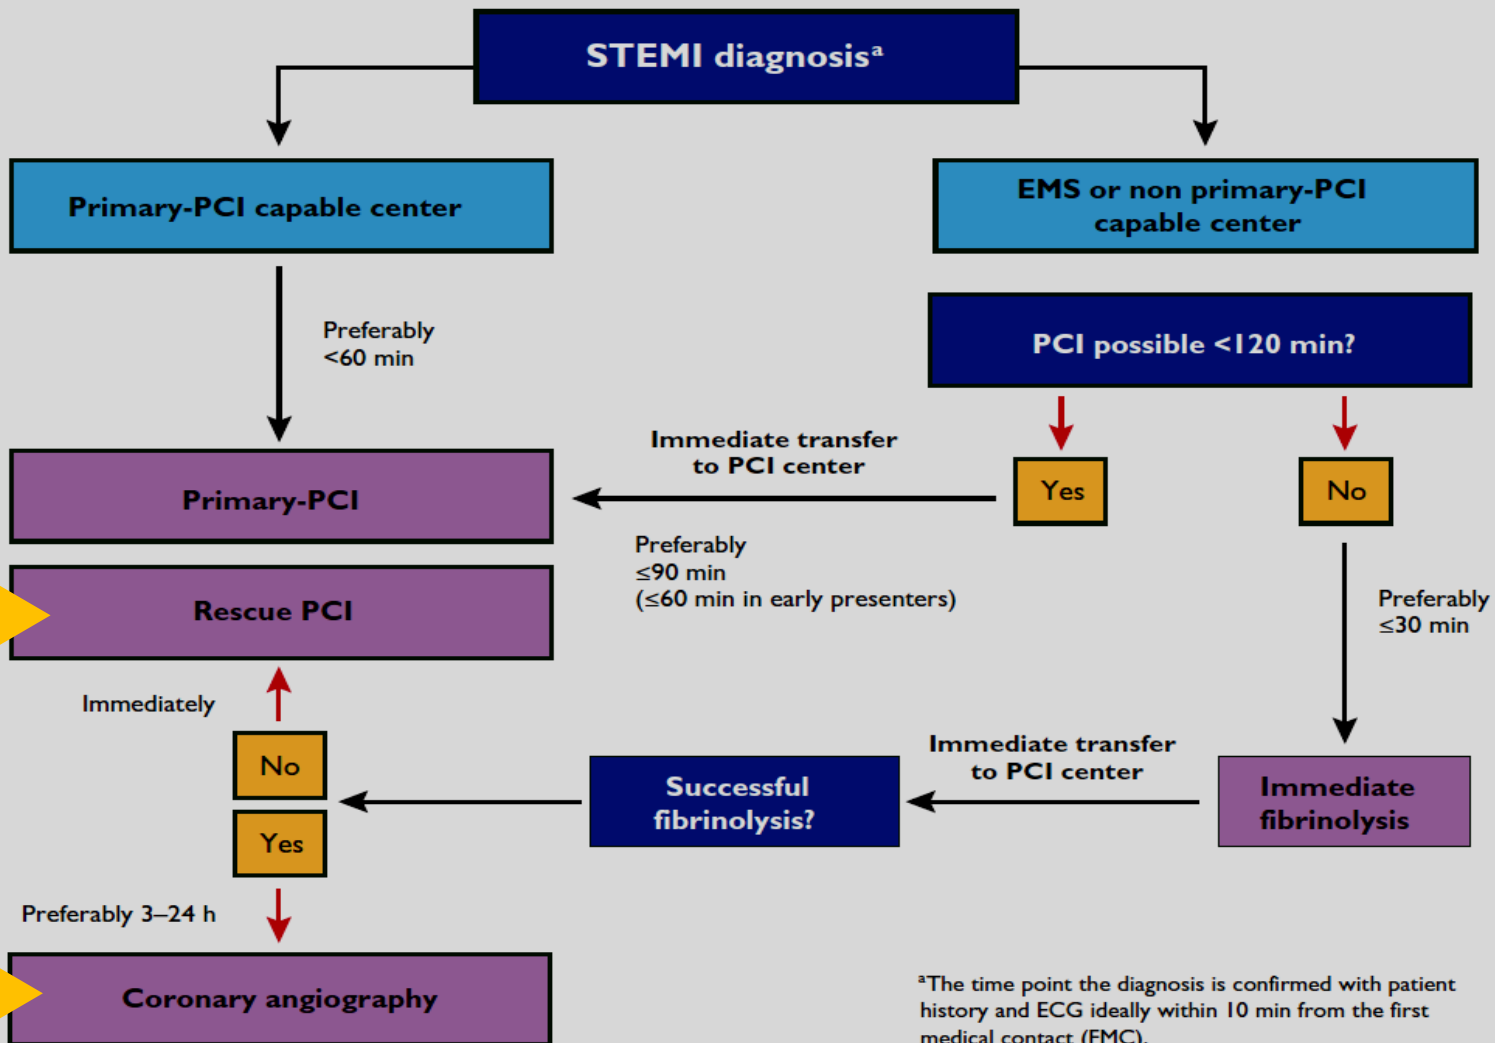 STEMI diagnosisᵃ
Primary-PCI capable center
EMS or non primary-PCI
capable center
Preferably
<60 min
PCI possible <120 min?
Immediate transfer
to PCI center
Yes
No
Primary-PCI
Preferably
≤90 min
(≤60 min in early presenters)
Rescue PCI
Preferably
≤30 min
Immediately
No
Yes
Successful
fibrinolysis?
Immediate transfer
to PCI center
Immediate
fibrinolysis
Preferably 3–24 h
Coronary angiography
ᵃThe time point the diagnosis is confirmed with patient
history and ECG ideally within 10 min from the first
medical contact (FMC).